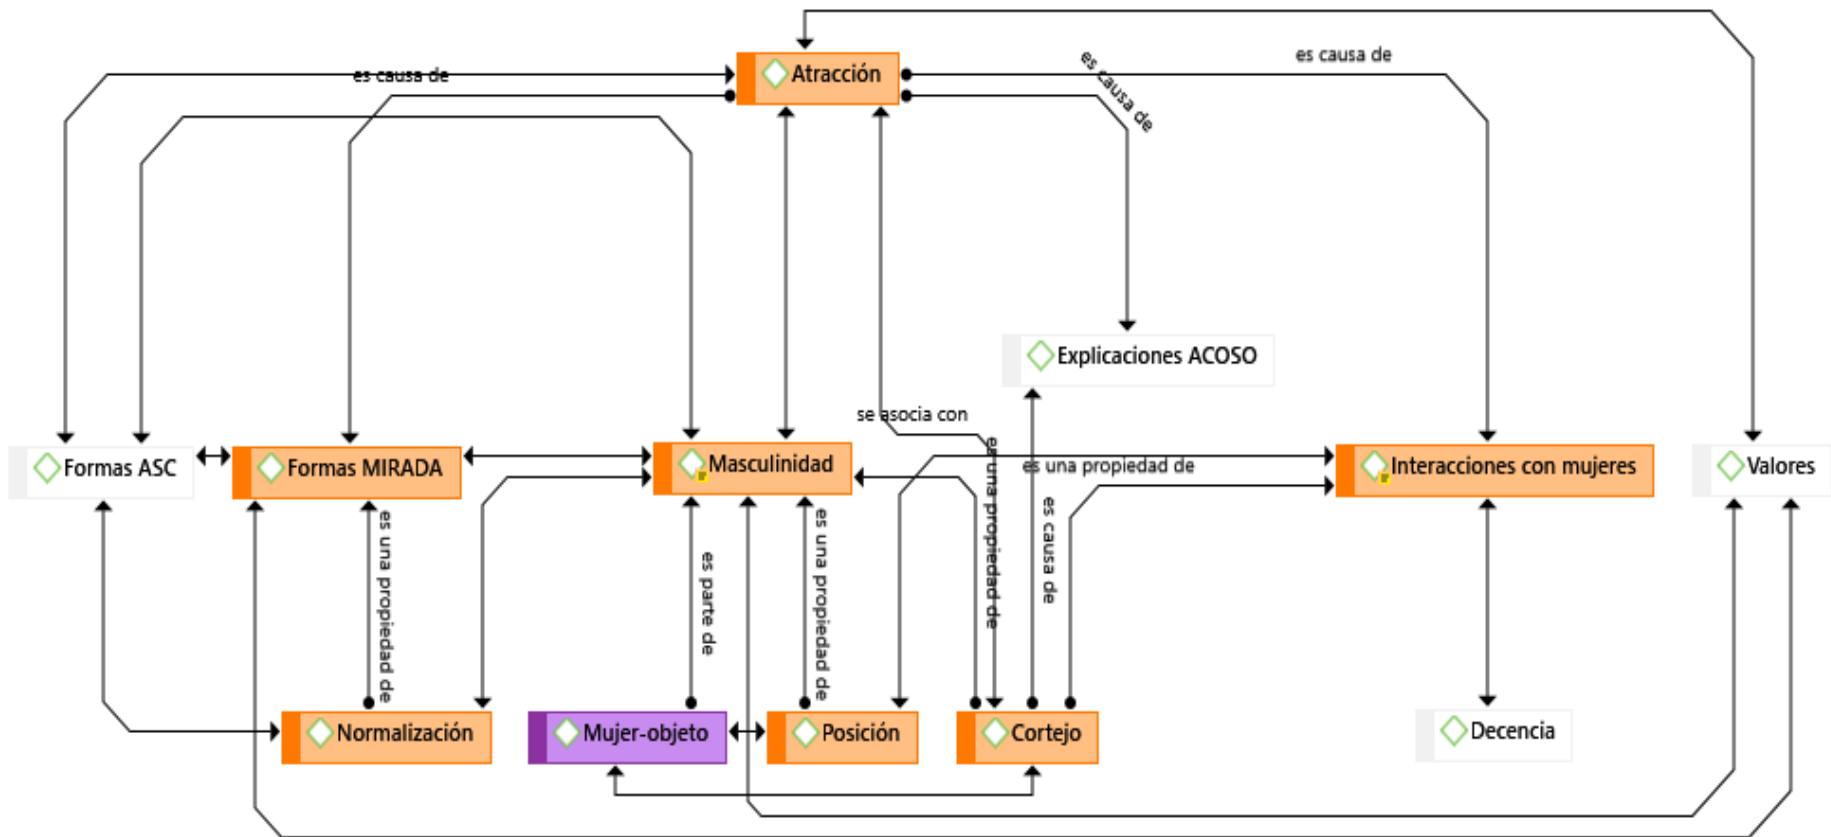 es causa de
Atracción
es causa de
es causa de
Explicaciones ACOSO
se asocia con
Formas ASC
Formas MIRADA
Masculinidad
es una propiedad de
Interacciones con mujeres
Valores
es una propiedad de
es parte de
es una propiedad de
es una propiedad de
es causa de
Normalización
Mujer-objeto
Posición
Cortejo
Decencia